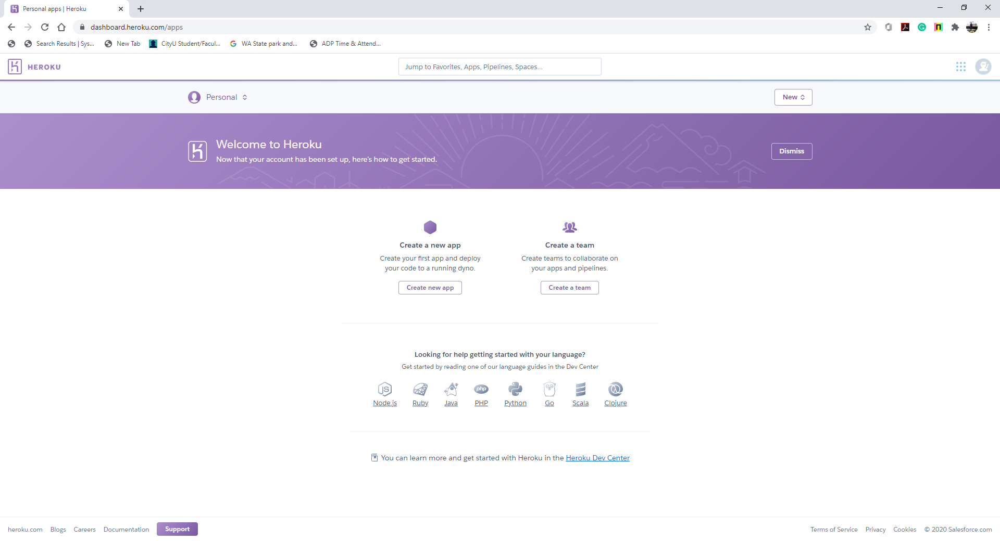 Personal apps | Heroku
dashboard.heroku.com/apps
Search Results | Sys...
New Tab
CityU Student/Facul...
WA State park and...
ADP Time & Attend...
HEROKU
Jump to Favorites, Apps, Pipelines, Spaces...
Personal
New
Welcome to Heroku
Now that your account has been set up, here's how to get started.
Dismiss
Create a new app
Create your first app and deploy
your code to a running dyno.
Create new app
Create a team
Create teams to collaborate on
your apps and pipelines.
Create a team
Looking for help getting started with your language?
Get started by reading one of our language guides in the Dev Center
JS
php
Node.js
Ruby
Java
PHP
Python
Go
Scala
Clojure
You can learn more and get started with Heroku in the Heroku Dev Center
heroku.com
Blogs
Careers
Documentation
Support
Terms of Service
Privacy
Cookies
© 2020 Salesforce.com